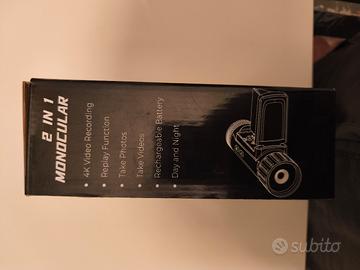 2 IN 1
MONOCULAR
• 4K Video Recording
• Replay Function
• Take Photos
• Take Videos
• Rechargeable Battery
• Day and Night
subito